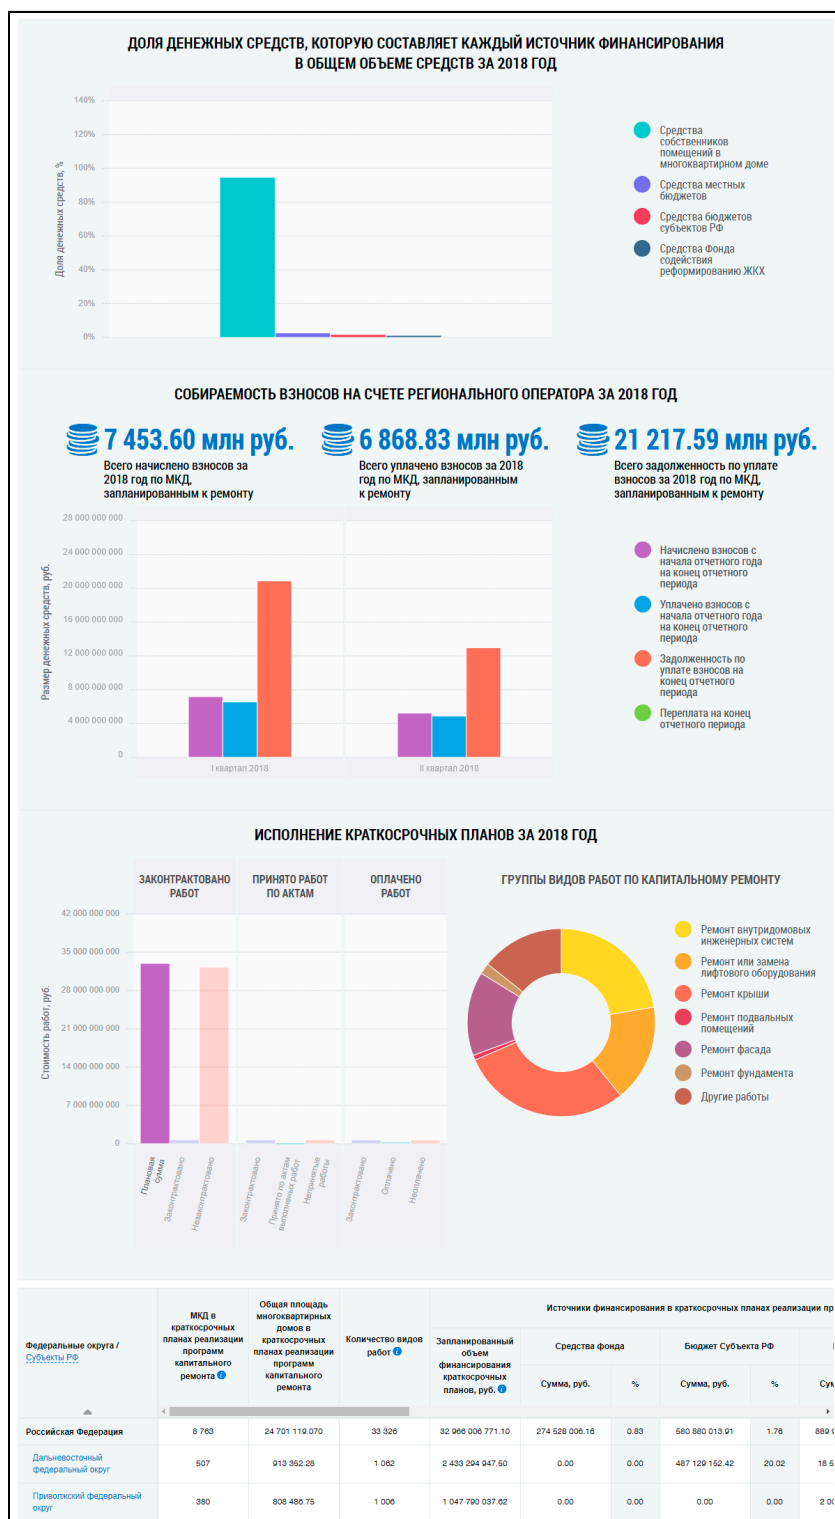 ДОЛЯ ДЕНЕЖНЫХ СРЕДСТВ, КОТОРУЮ СОСТАВЛЯЕТ КАЖДЫЙ ИСТОЧНИК ФИНАНСИРОВАНИЯ
В ОБЩЕМ ОБЪЕМЕ СРЕДСТВ ЗА 2018 ГОД
Доля денежных средств, %
140%
120%
100%
80%
60%
40%
20%
0%
Средства
собственников
помещений в
многоквартирном доме
Средства местных
бюджетов
Средства бюджетов
субъектов РФ
Средства Фонда
содействия
реформированию ЖКХ
СОБИРАЕМОСТЬ ВЗНОСОВ НА СЧЕТЕ РЕГИОНАЛЬНОГО ОПЕРАТОРА ЗА 2018 ГОД
7 453.60 млн руб.
Всего начислено взносов за
2018 год по МКД,
запланированным к ремонту
6 868.83 млн руб.
Всего уплачено взносов за 2018
год по МКД, запланированным
к ремонту
21 217.59 млн руб.
Всего задолженность по уплате
взносов за 2018 год по МКД,
запланированным к ремонту
Размер денежных средств, руб.
28 000 000 000
24 000 000 000
20 000 000 000
16 000 000 000
12 000 000 000
8 000 000 000
4 000 000 000
0
I квартал 2018
II квартал 2018
Начислено взносов с
начала отчетного года
на конец отчетного
периода
Уплачено взносов с
начала отчетного года
на конец отчетного
периода
Задолженность по
уплате взносов на
конец отчетного
периода
Переплата на конец
отчетного периода
ИСПОЛНЕНИЕ КРАТКОСРОЧНЫХ ПЛАНОВ ЗА 2018 ГОД
ЗАКОНТРАКТОВАНО
РАБОТ
ПРИНЯТО РАБОТ
ПО АКТАМ
ОПЛАЧЕНО
РАБОТ
Стоимость работ, руб.
42 000 000 000
35 000 000 000
28 000 000 000
21 000 000 000
14 000 000 000
7 000 000 000
0
Плановая
сумма
Законтрактовано
Незаконтрактовано
Законтрактовано
Принято по актам
выполненых работ
Непринятые
работы
Законтрактовано
Оплачено
Неоплачено
ГРУППЫ ВИДОВ РАБОТ ПО КАПИТАЛЬНОМУ РЕМОНТУ
Ремонт внутридомовых
инженерных систем
Ремонт или замена
лифтового оборудования
Ремонт крыши
Ремонт подвальных
помещений
Ремонт фасада
Ремонт фундамента
Другие работы
Федеральные округа /
Субъекты РФ
МКД в
краткосрочных
планах реализации
программ
капитального
ремонта
Общая площадь
многоквартирных
домов в
краткосрочных
планах реализации
программ
капитального
ремонта
Количество видов
работ
Источники финансирования в краткосрочных планах реализации пр
Запланированный
объем
финансирования
краткосрочных
планов, руб.
Средства фонда
Бюджет Субъекта РФ
Сумма, руб. % Сумма, руб. % Сум
Российская Федерация 8 763 24 701 119.070 33 326 32 966 006 771.10 274 528 006.16 0.83 580 880 013.91 1.76 889 9
Дальневосточный
федеральный округ 507 913 352.28 1 062 2 433 294 947.50 0.00 0.00 487 129 152.42 20.02 18 5
Приволжский федеральный
округ 380 808 486.75 1 006 1 047 790 037.62 0.00 0.00 0.00 0.00 2 00